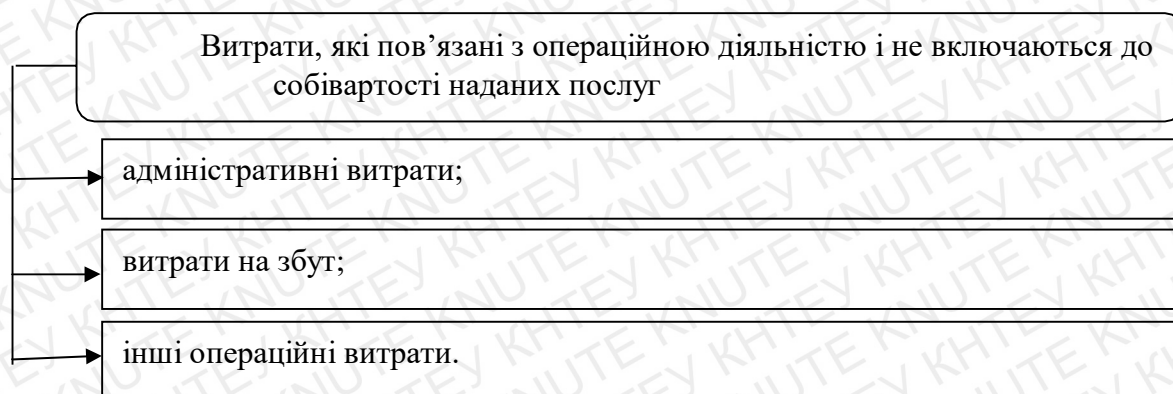 Витрати, які пов’язані з операційною діяльністю і не включаються до
собівартості наданих послуг
адміністративні витрати;
витрати на збут;
інші операційні витрати.